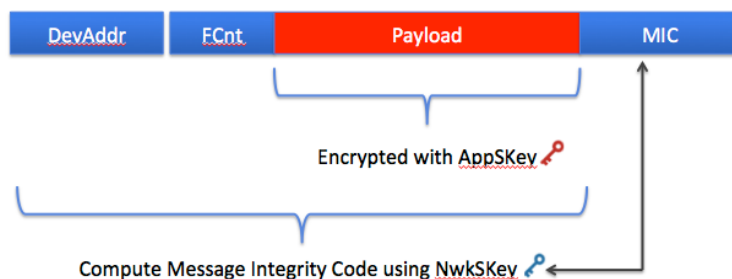 DevAddr FCnt Payload MIC
Encrypted with AppSKey
Compute Message Integrity Code using NwkSKey